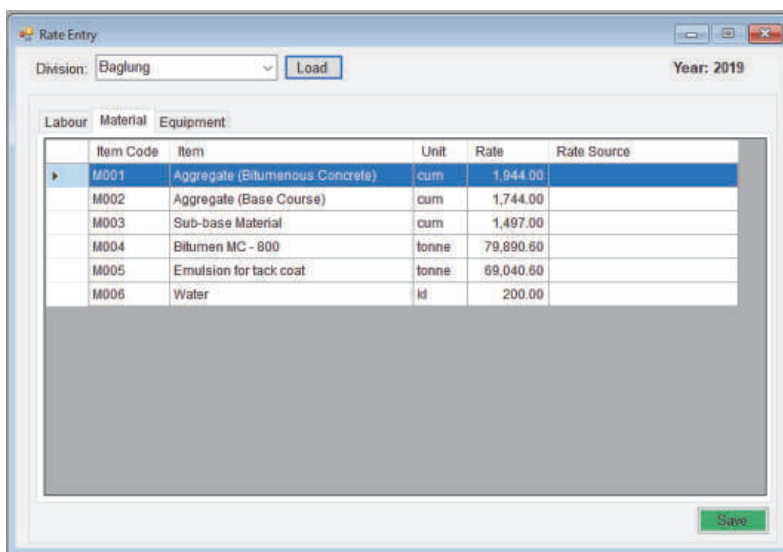 Rate Entry
Division: Baglung Load Year: 2019
Labour Material Equipment
Item Code Item Unit Rate Rate Source
M001 Aggregate (Bitumenous Concrete) cum 1,944.00
M002 Aggregate (Base Course) cum 1,744.00
M003 Sub-base Material cum 1,497.00
M004 Bitumen MC - 800 tonne 79,890.60
M005 Emulsion for tack coat tonne 69,040.60
M006 Water kl 200.00
Save